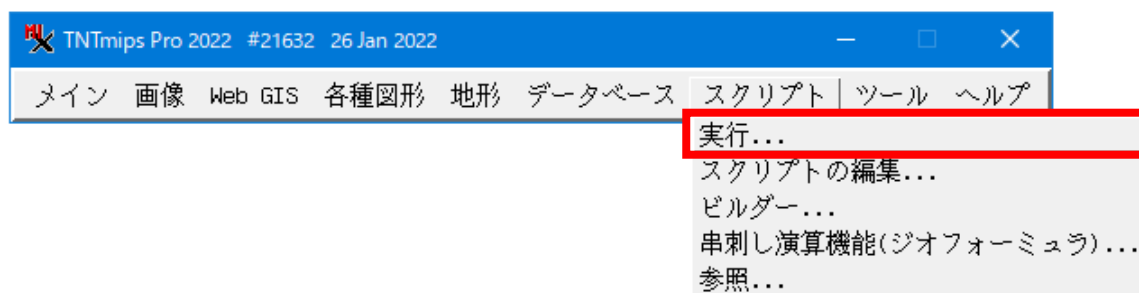 TNTmips Pro 2022 #21632 26 Jan 2022
メイン 画像 Web GIS 各種図形 地形 データベース スクリプト ツール ヘルプ
実行...
スクリプトの編集...
ビルダー...
串刺し演算機能(ジオフォーミュラ)...
参照...